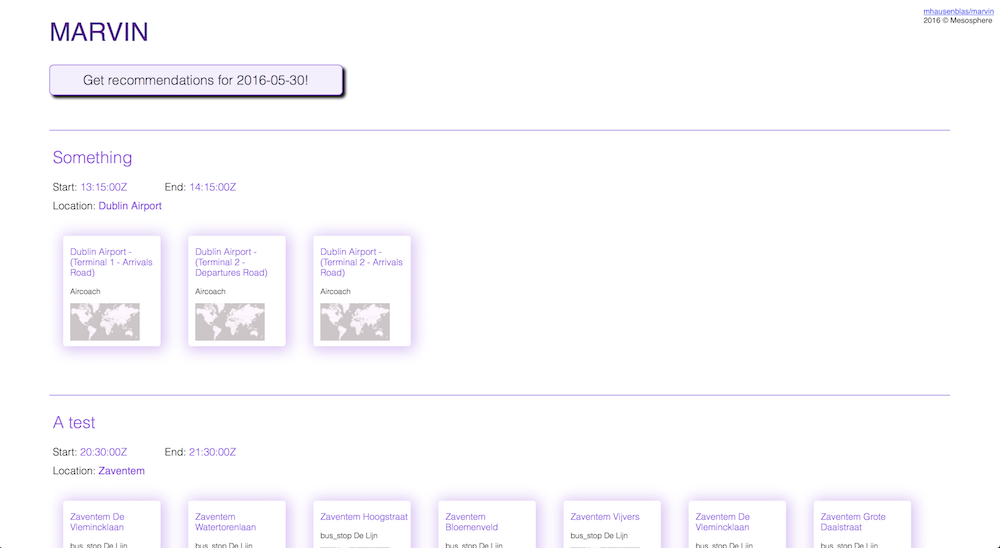 mhausenblas/marvin
2016 © Mesosphere
MARVIN
Get recommendations for 2016-05-30!
Something
Start: 13:15:00Z End: 14:15:00Z
Location: Dublin Airport
Dublin Airport -
(Terminal 1 - Arrivals
Road)
Aircoach
Dublin Airport -
(Terminal 2 -
Departures Road)
Aircoach
Dublin Airport -
(Terminal 2 - Arrivals
Road)
Aircoach
A test
Start: 20:30:00Z End: 21:30:00Z
Location: Zaventem
Zaventem De
Vlemincklaan
bus_stop De Lijn
Zaventem
Watertorenlaan
bus_stop De Lijn
Zaventem Hoogstraat
bus_stop De Lijn
Zaventem
Bloemenveld
bus_stop De Lijn
Zaventem Vijvers
bus_stop De Lijn
Zaventem De
Vlemincklaan
bus_stop De Lijn
Zaventem Grote
Daalstraat
bus_stop De Lijn